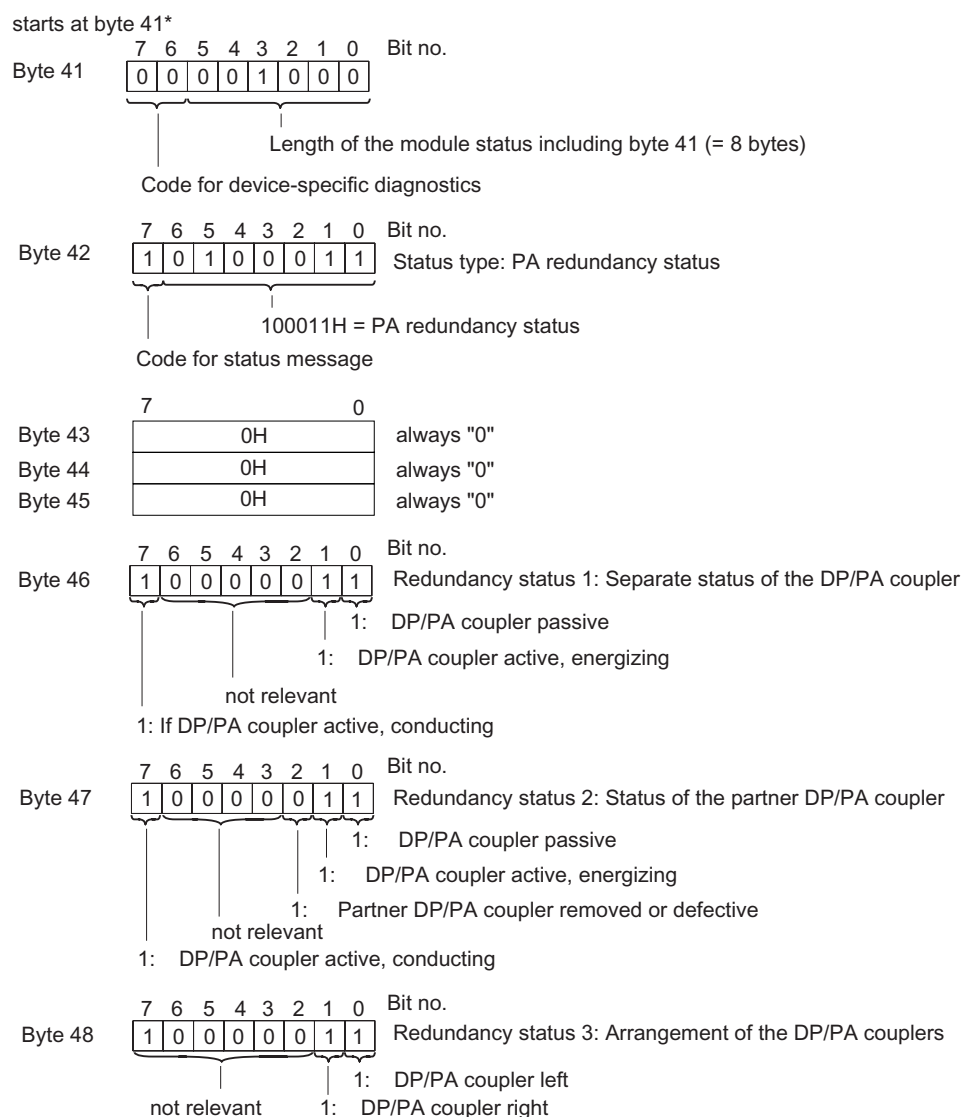 starts at byte 41*
7 6 5 4 3 2 1 0 Bit no.
Byte 41 0 0 0 0 1 0 0 0
Length of the module status including byte 41 (= 8 bytes)
Code for device-specific diagnostics
7 6 5 4 3 2 1 0 Bit no.
Byte 42 1 0 1 0 0 0 1 1 Status type: PA redundancy status
100011H = PA redundancy status
Code for status message
7 0
Byte 43 0H always "0"
Byte 44 0H always "0"
Byte 45 0H always "0"
7 6 5 4 3 2 1 0 Bit no.
Byte 46 1 0 0 0 0 0 1 1 Redundancy status 1: Separate status of the DP/PA coupler
1: DP/PA coupler passive
1: DP/PA coupler active, energizing
not relevant
1: If DP/PA coupler active, conducting
7 6 5 4 3 2 1 0 Bit no.
Byte 47 1 0 0 0 0 0 1 1 Redundancy status 2: Status of the partner DP/PA coupler
1: DP/PA coupler passive
1: DP/PA coupler active, energizing
1: Partner DP/PA coupler removed or defective
not relevant
1: DP/PA coupler active, conducting
7 6 5 4 3 2 1 0 Bit no.
Byte 48 1 0 0 0 0 0 1 1 Redundancy status 3: Arrangement of the DP/PA couplers
1: DP/PA coupler left
not relevant 1: DP/PA coupler right